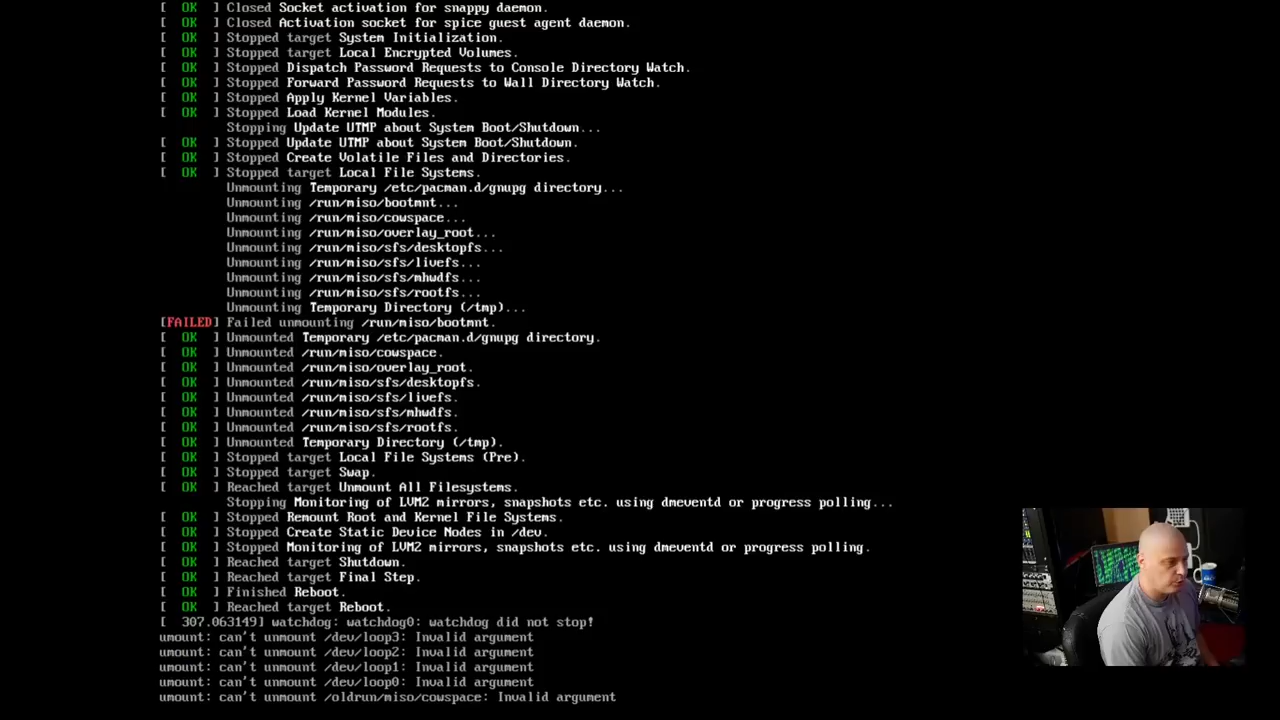 [  OK  ] Closed Socket activation for snappy daemon.
[  OK  ] Closed Activation socket for spice guest agent daemon.
[  OK  ] Stopped target System Initialization.
[  OK  ] Stopped target Local Encrypted Volumes.
[  OK  ] Stopped Dispatch Password Requests to Console Directory Watch.
[  OK  ] Stopped Forward Password Requests to Wall Directory Watch.
[  OK  ] Stopped Apply Kernel Variables.
[  OK  ] Stopped Load Kernel Modules.
Stopping Update UTMP about System Boot/Shutdown...
[  OK  ] Stopped Update UTMP about System Boot/Shutdown.
[  OK  ] Stopped Create Volatile Files and Directories.
[  OK  ] Stopped target Local File Systems.
Unmounting Temporary /etc/pacman.d/gnupg directory...
Unmounting /run/miso/bootmnt...
Unmounting /run/miso/cowspace...
Unmounting /run/miso/overlay_root...
Unmounting /run/miso/sfs/desktopfs...
Unmounting /run/miso/sfs/livefs...
Unmounting /run/miso/sfs/mhwdfs...
Unmounting /run/miso/sfs/rootfs...
Unmounting Temporary Directory (/tmp)...
[FAILED] Failed unmounting /run/miso/bootmnt.
[  OK  ] Unmounted Temporary /etc/pacman.d/gnupg directory.
[  OK  ] Unmounted /run/miso/cowspace.
[  OK  ] Unmounted /run/miso/overlay_root.
[  OK  ] Unmounted /run/miso/sfs/desktopfs.
[  OK  ] Unmounted /run/miso/sfs/livefs.
[  OK  ] Unmounted /run/miso/sfs/mhwdfs.
[  OK  ] Unmounted /run/miso/sfs/rootfs.
[  OK  ] Unmounted Temporary Directory (/tmp).
[  OK  ] Stopped target Local File Systems (Pre).
[  OK  ] Stopped target Swap.
[  OK  ] Reached target Unmount All Filesystems.
Stopping Monitoring of LVM2 mirrors, snapshots etc. using dmeventd or progress polling...
[  OK  ] Stopped Remount Root and Kernel File Systems.
[  OK  ] Stopped Create Static Device Nodes in /dev.
[  OK  ] Stopped Monitoring of LVM2 mirrors, snapshots etc. using dmeventd or progress polling.
[  OK  ] Reached target Shutdown.
[  OK  ] Reached target Final Step.
[  OK  ] Finished Reboot.
[  OK  ] Reached target Reboot.
[  307.063149] watchdog: watchdog0: watchdog did not stop!
umount: can't unmount /dev/loop3: Invalid argument
umount: can't unmount /dev/loop2: Invalid argument
umount: can't unmount /dev/loop1: Invalid argument
umount: can't unmount /dev/loop0: Invalid argument
umount: can't unmount /oldrun/miso/cowspace: Invalid argument